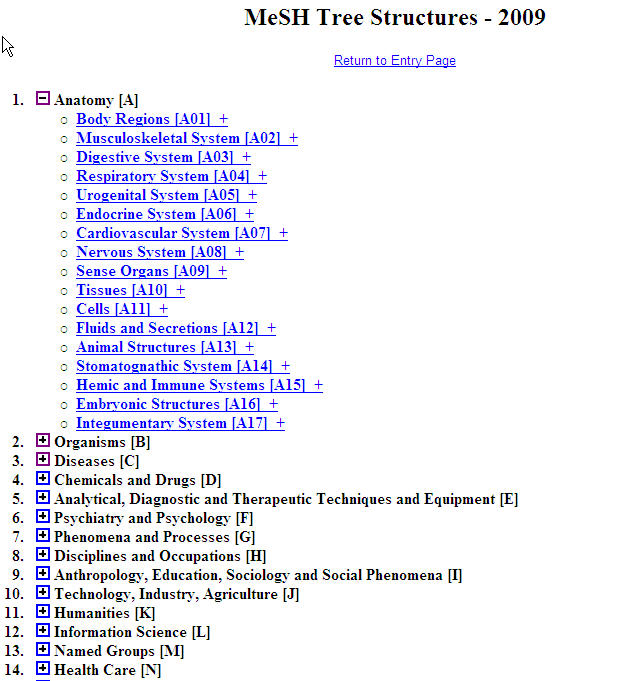 MeSH Tree Structures - 2009
Return to Entry Page
1. Anatomy [A]
Body Regions [A01] +
Musculoskeletal System [A02] +
Digestive System [A03] +
Respiratory System [A04] +
Urogenital System [A05] +
Endocrine System [A06] +
Cardiovascular System [A07] +
Nervous System [A08] +
Sense Organs [A09] +
Tissues [A10] +
Cells [A11] +
Fluids and Secretions [A12] +
Animal Structures [A13] +
Stomatognathic System [A14] +
Hemic and Immune Systems [A15] +
Embryonic Structures [A16] +
Integumentary System [A17] +
2. Organisms [B]
3. Diseases [C]
4. Chemicals and Drugs [D]
5. Analytical, Diagnostic and Therapeutic Techniques and Equipment [E]
6. Psychiatry and Psychology [F]
7. Phenomena and Processes [G]
8. Disciplines and Occupations [H]
9. Anthropology, Education, Sociology and Social Phenomena [I]
10. Technology, Industry, Agriculture [J]
11. Humanities [K]
12. Information Science [L]
13. Named Groups [M]
14. Health Care [N]